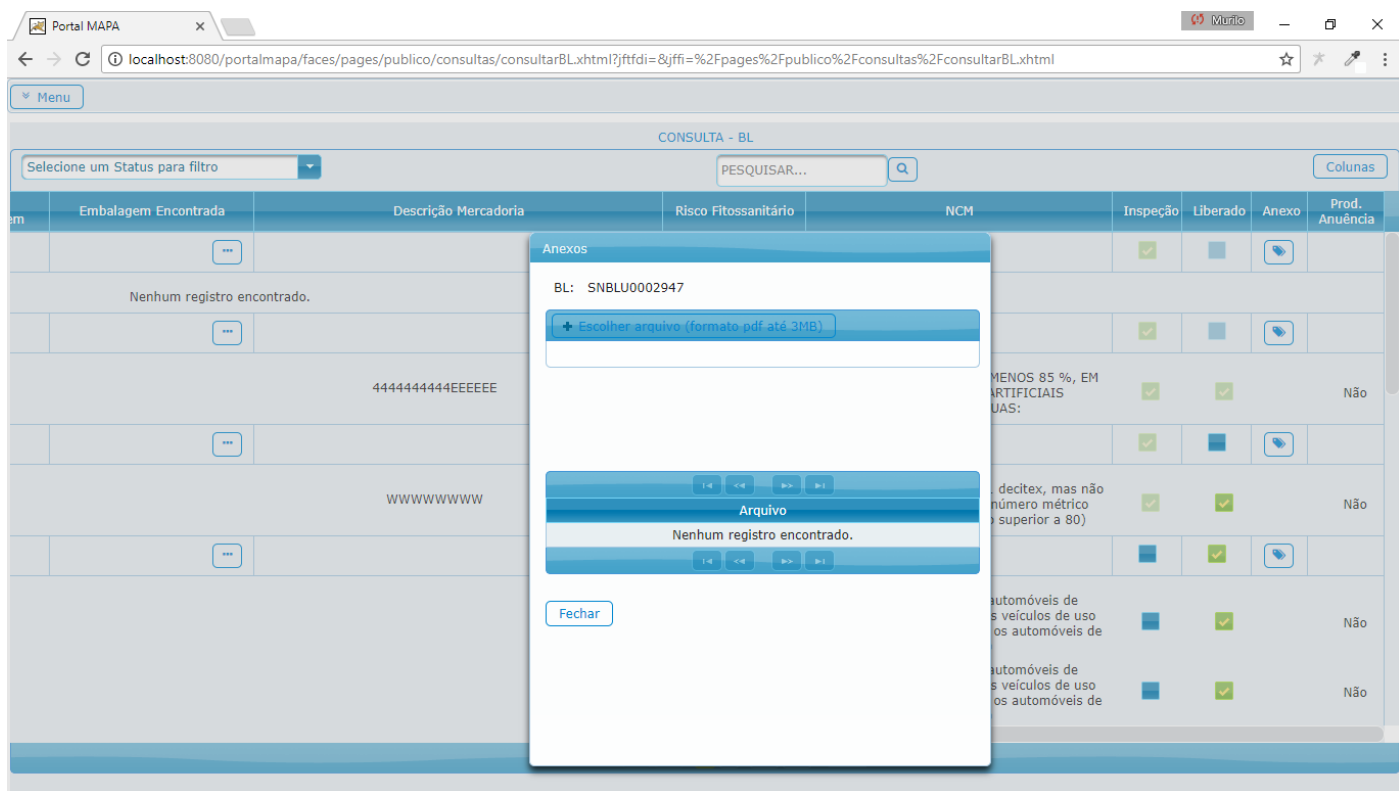 Portal MAPA
Murilo
localhost:8080/portalmapa/faces/pages/publico/consultas/consultarBL.xhtml?jftfdi=&jffi=%2Fpages%2Fpublico%2Fconsultas%2FconsultarBL.xhtml
Menu
CONSULTA - BL
Selecione um Status para filtro
PESQUISAR...
Colunas
em Embalagem Encontrada Descrição Mercadoria Risco Fitossanitário NCM Inspeção Liberado Anexo Prod. Anuência
Anexos
BL: SNBLU0002947
Nenhum registro encontrado.
Escolher arquivo (formato pdf até 3MB)
MENOS 85 %, EM
4444444444EEEEEE
ARTIFICIAIS
Não
UAS:
decitex, mas não
WWWWWWWW
número métrico
Não
superior a 80)
Arquivo
Nenhum registro encontrado.
automóveis de
Fechar
s veículos de uso
os automóveis de
Não
automóveis de
s veículos de uso
os automóveis de
Não